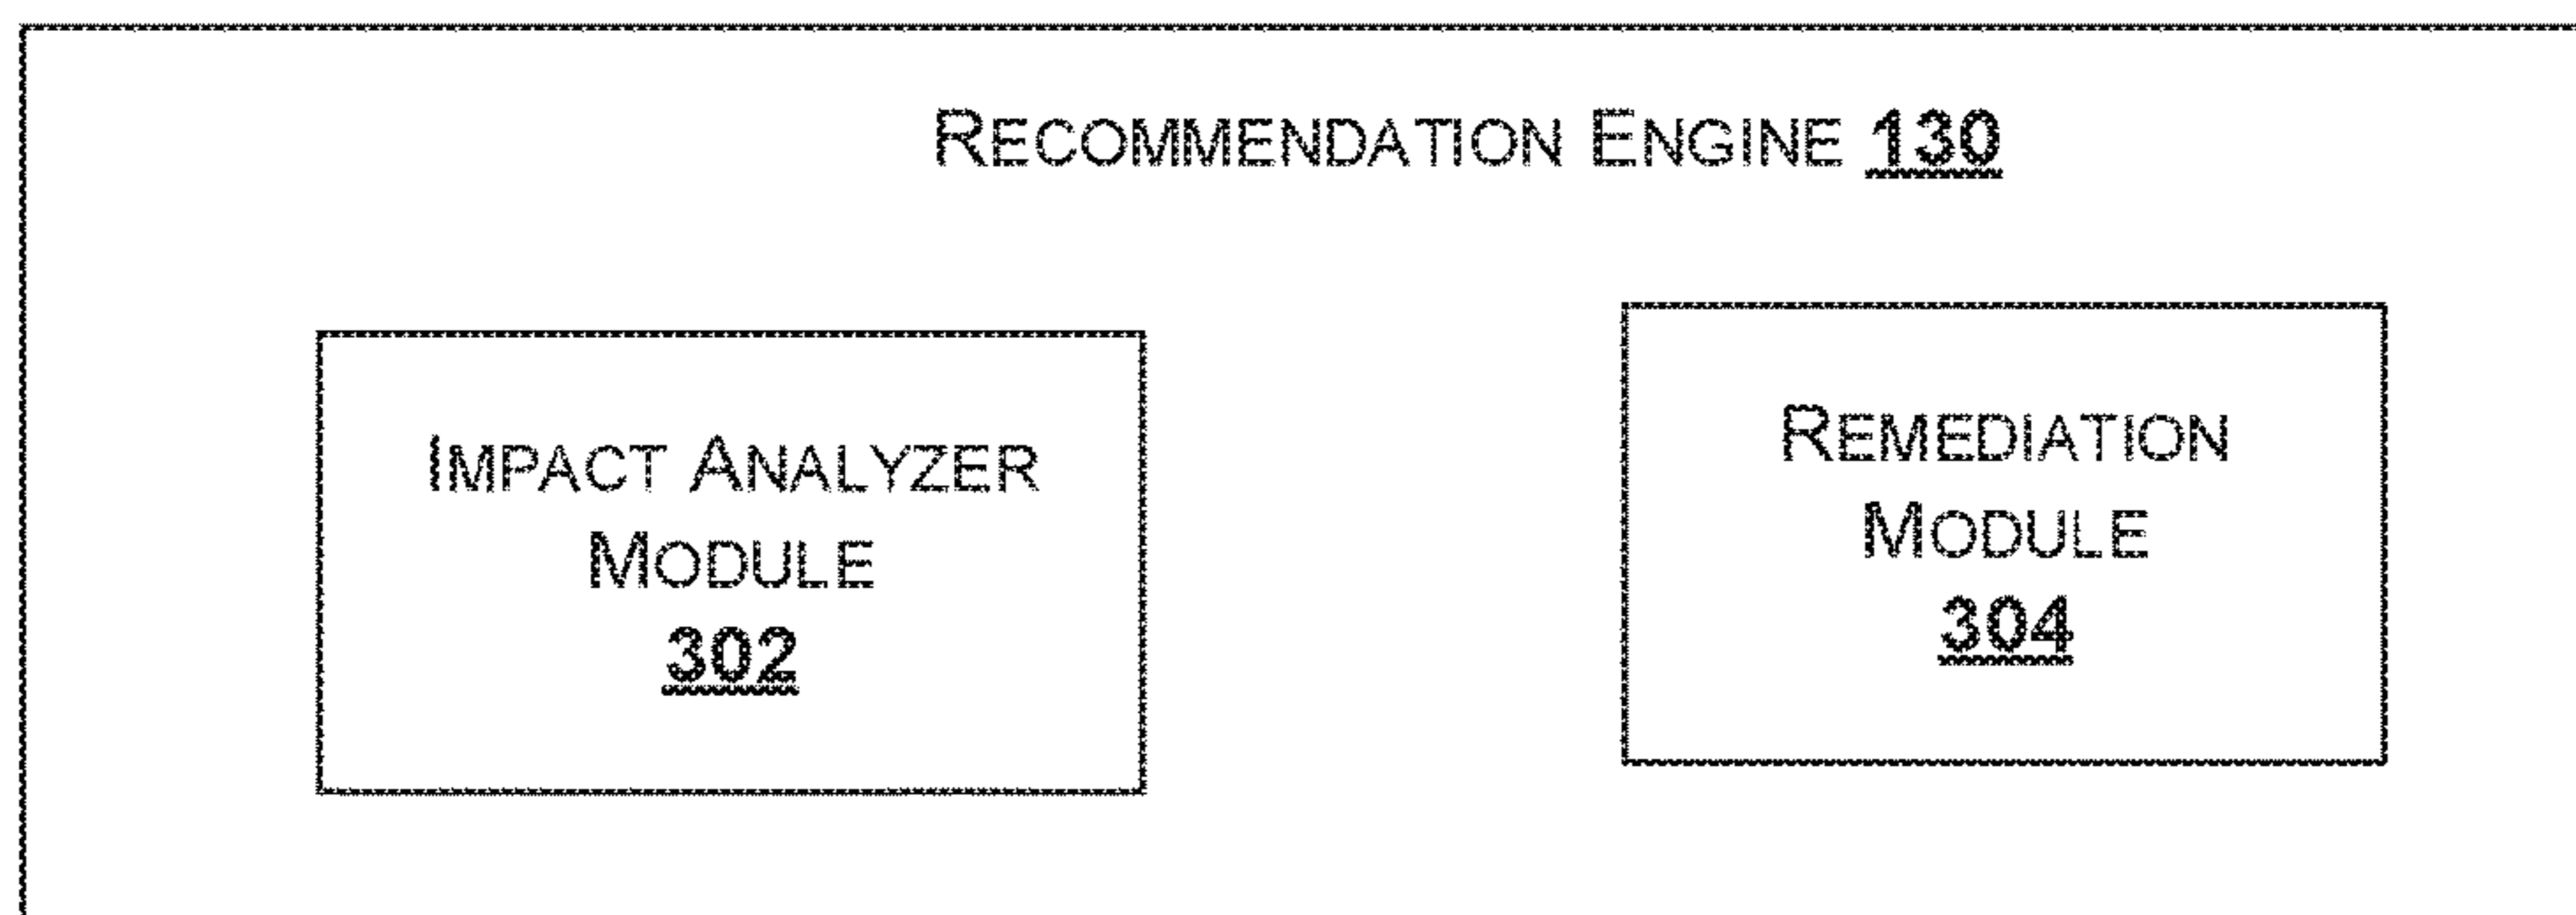 RECOMMENDATION ENGINE 130
IMPACT ANALYZER
MODULE
302
REMEDIATION
MODULE
304